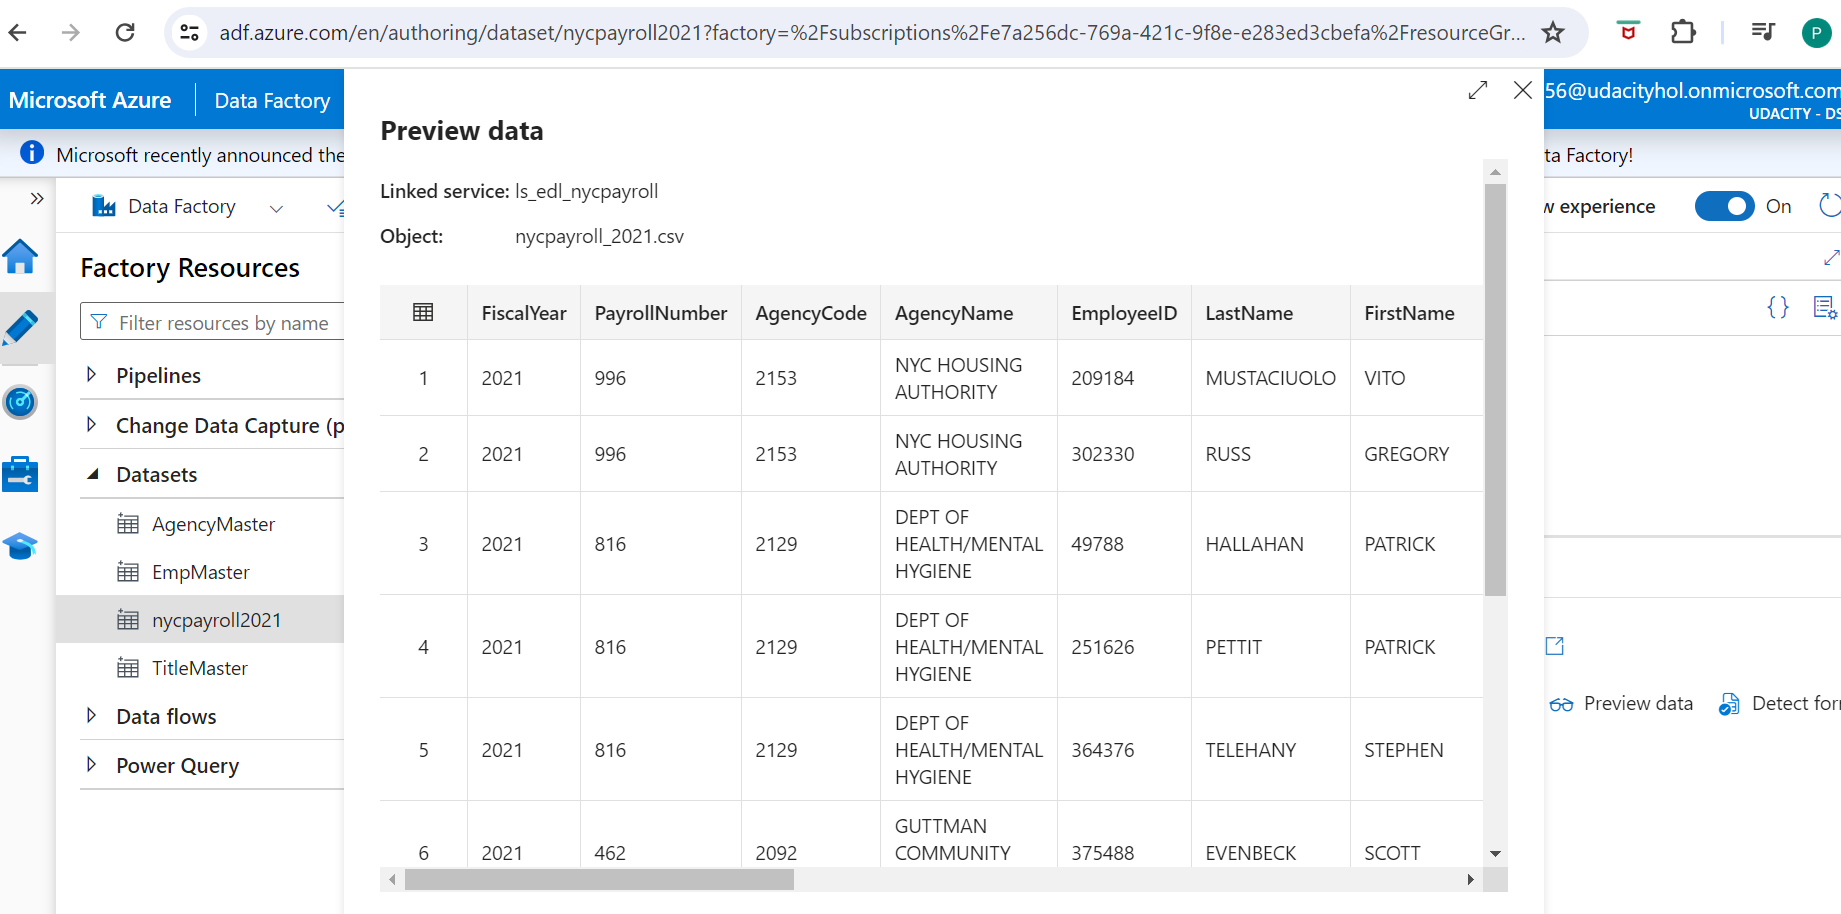 adf.azure.com/en/authoring/dataset/nycpayroll2021?factory=%2Fsubscriptions%2Fe7a256dc-769a-421c-9f8e-e283ed3cbefa%2FresourceGr...
P
Microsoft Azure
Data Factory
56@udacityhol.onmicrosoft.com
UDACITY - DS
Microsoft recently announced the
ta Factory!
Data Factory
w experience
On
Factory Resources
Filter resources by name
Pipelines
Change Data Capture (p
Datasets
AgencyMaster
EmpMaster
nycpayroll2021
TitleMaster
Data flows
Power Query
Preview data
Linked service: ls_edl_nycpayroll
Object: nycpayroll_2021.csv
FiscalYear PayrollNumber AgencyCode AgencyName EmployeeID LastName FirstName
1 2021 996 2153 NYC HOUSING AUTHORITY 209184 MUSTACIUOLO VITO
2 2021 996 2153 NYC HOUSING AUTHORITY 302330 RUSS GREGORY
3 2021 816 2129 DEPT OF HEALTH/MENTAL HYGIENE 49788 HALLAHAN PATRICK
4 2021 816 2129 DEPT OF HEALTH/MENTAL HYGIENE 251626 PETTIT PATRICK
5 2021 816 2129 DEPT OF HEALTH/MENTAL HYGIENE 364376 TELEHANY STEPHEN
6 2021 462 2092 GUTTMAN COMMUNITY 375488 EVENBECK SCOTT
Preview data
Detect for